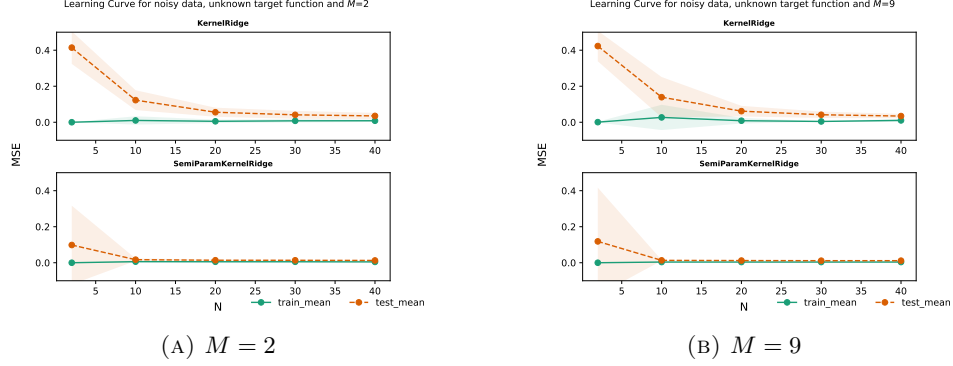 Learning Curve for noisy data, unknown target function and M=2
KernelRidge
0.4
0.2
0.0
5 10 15 20 25 30 35 40
MSE
SemiParamKernelRidge
0.4
0.2
0.0
5 10 15 20 25 30 35 40
N
train_mean test_mean
(A) M = 2
Learning Curve for noisy data, unknown target function and M=9
KernelRidge
0.4
0.2
0.0
5 10 15 20 25 30 35 40
MSE
SemiParamKernelRidge
0.4
0.2
0.0
5 10 15 20 25 30 35 40
N
train_mean test_mean
(B) M = 9